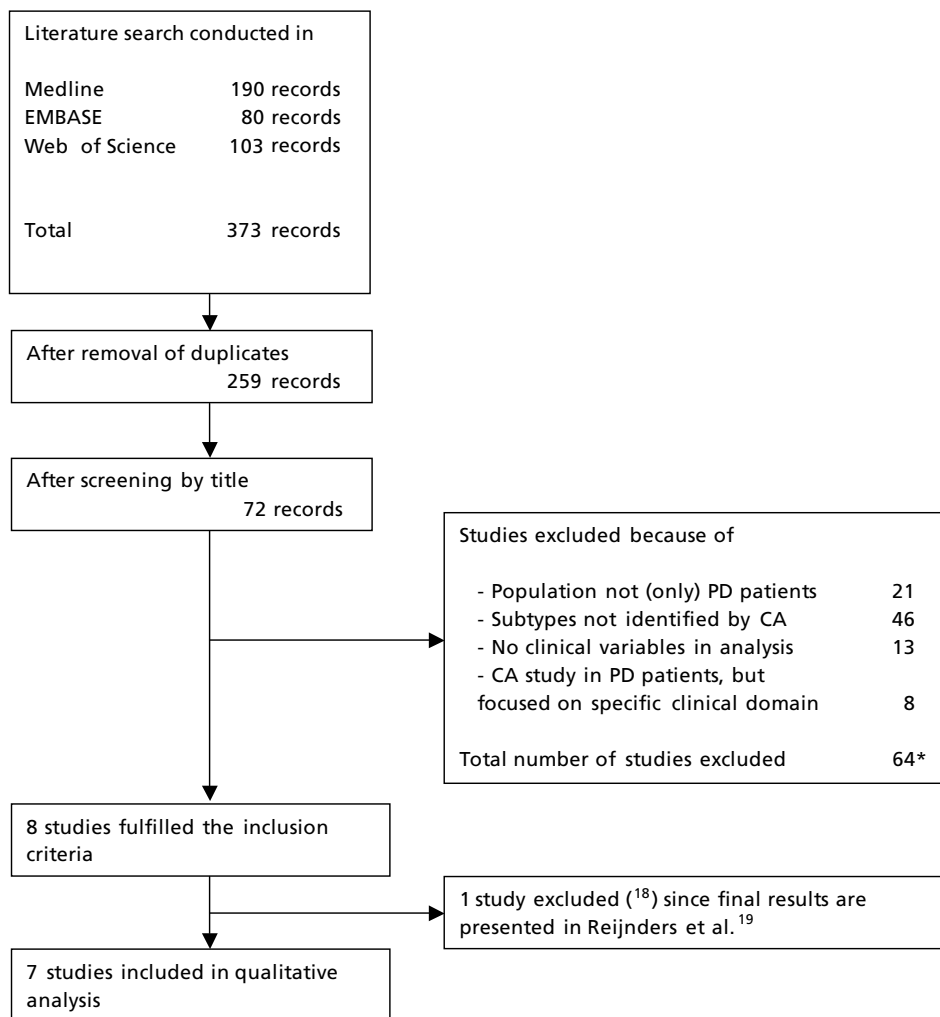 Literature search conducted in
Medline 190 records
EMBASE 80 records
Web of Science 103 records
Total 373 records
After removal of duplicates
259 records
After screening by title
72 records
Studies excluded because of
- Population not (only) PD patients 21
- Subtypes not identified by CA 46
- No clinical variables in analysis 13
- CA study in PD patients, but
focused on specific clinical domain 8
Total number of studies excluded 64*
8 studies fulfilled the inclusion
criteria
1 study excluded (18) since final results are
presented in Reijnders et al.19
7 studies included in qualitative
analysis